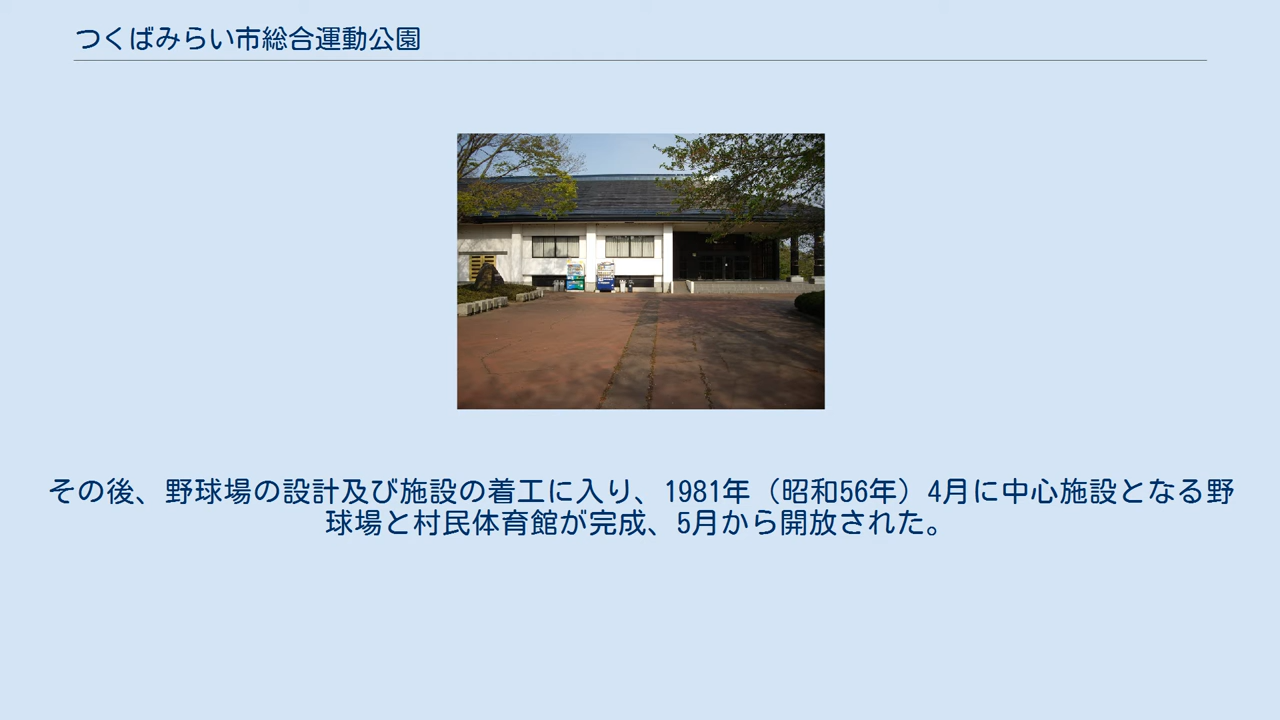 つくばみらい市総合運動公園
その後、野球場の設計及び施設の着工に入り、1981年（昭和56年）4月に中心施設となる野
球場と村民体育館が完成、5月から開放された。